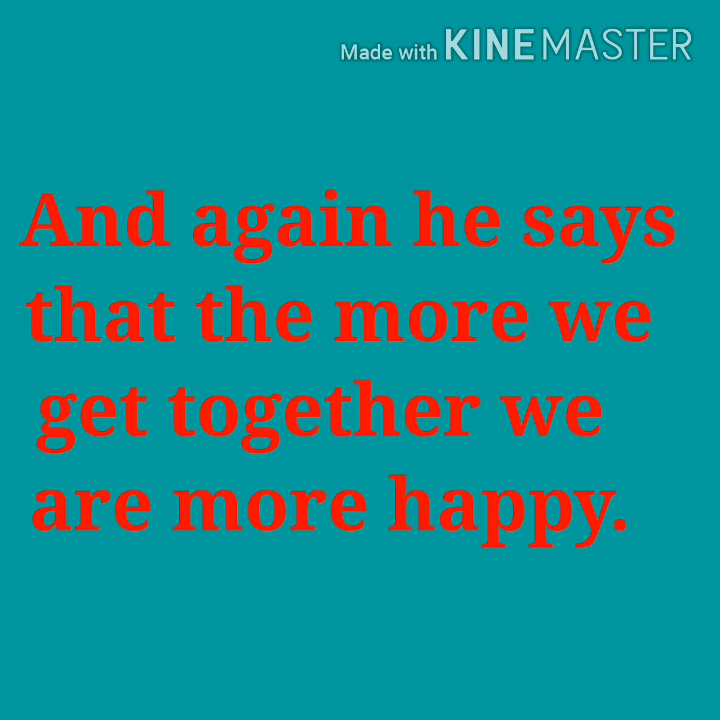 Made with KINEMASTER
And again he says
that the more we
get together we
are more happy.